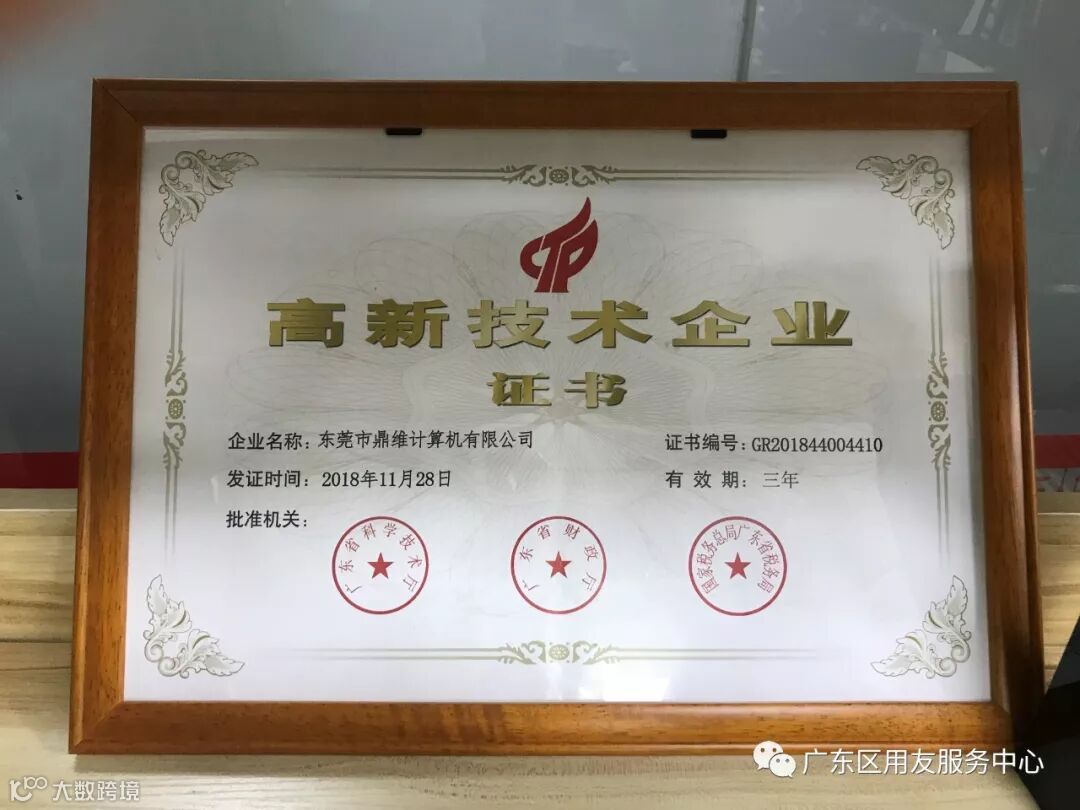 高新技术企业
证书
企业名称：东莞市鼎维计算机有限公司
证书编号：GR201844004410
发证时间：2018年11月28日
有效期：三年
批准机关：
广东省科学技术厅
广东省财政厅
国家税务总局广东省税务局
广东区用友服务中心
大数跨境